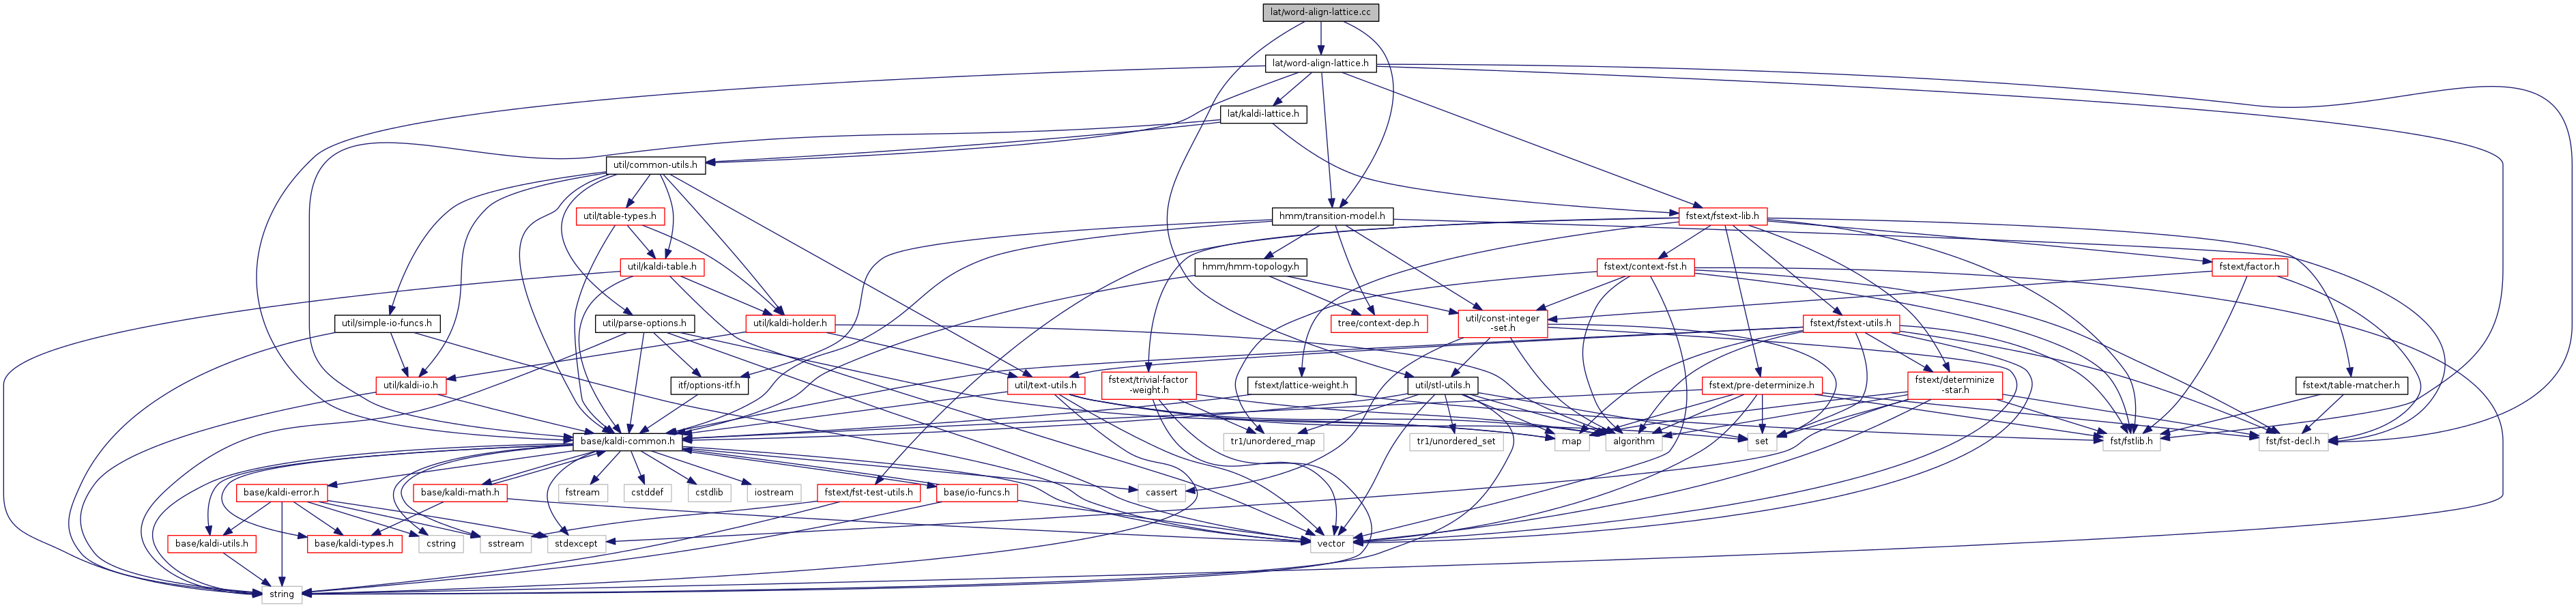 lat/word-align-lattice.cc
lat/word-align-lattice.h
lat/kaldi-lattice.h
util/common-utils.h
util/table-types.h
hmm/transition-model.h
fstext/fstext-lib.h
util/kaldi-table.h
hmm/hmm-topology.h
fstext/context-fst.h
fstext/factor.h
util/simple-io-funcs.h
util/parse-options.h
util/kaldi-holder.h
tree/context-dep.h
util/const-integer
-set.h
fstext/fstext-utils.h
util/kaldi-io.h
itf/options-itf.h
util/text-utils.h
fstext/trivial-factor
-weight.h
fstext/lattice-weight.h
util/stl-utils.h
fstext/pre-determinize.h
fstext/determinize
-star.h
fstext/table-matcher.h
base/kaldi-common.h
tr1/unordered_map
tr1/unordered_set
map
algorithm
set
fst/fstlib.h
fst/fst-decl.h
base/kaldi-error.h
base/kaldi-math.h
fstream
cstddef
cstdlib
iostream
fstext/fst-test-utils.h
base/io-funcs.h
cassert
base/kaldi-utils.h
base/kaldi-types.h
cstring
sstream
stdexcept
vector
string